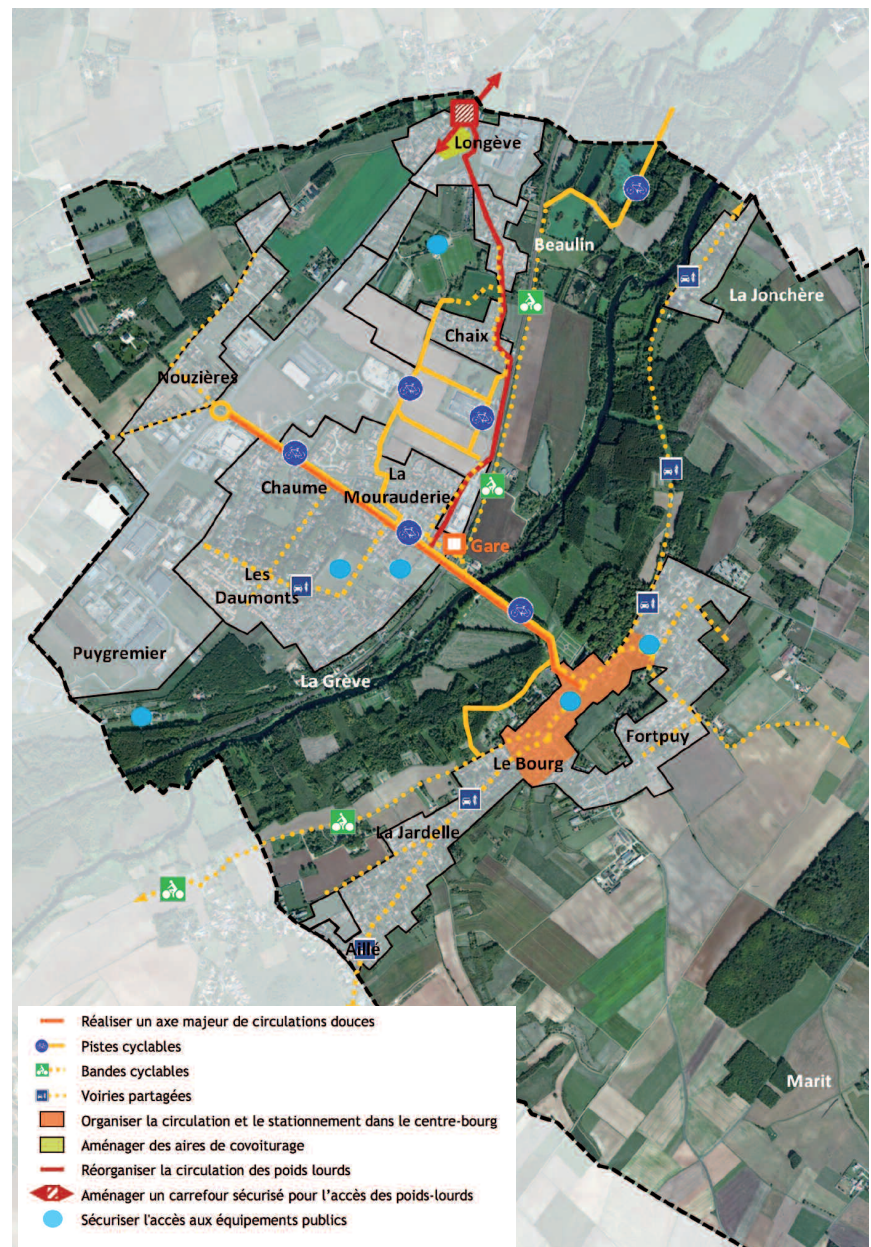 Longève
Beaulin
La Jonchère
Chaix
Nouzières
La
Mourauderie
Chaume
Gare
Les
Daumonts
Puygremier
La Grève
Fortpuy
Le Bourg
La Jardelle
Aillé
Marit
Réaliser un axe majeur de circulations douces
Pistes cyclables
Bandes cyclables
Voiries partagées
Organiser la circulation et le stationnement dans le centre-bourg
Aménager des aires de covoiturage
Réorganiser la circulation des poids lourds
Aménager un carrefour sécurisé pour l'accès des poids-lourds
Sécuriser l'accès aux équipements publics